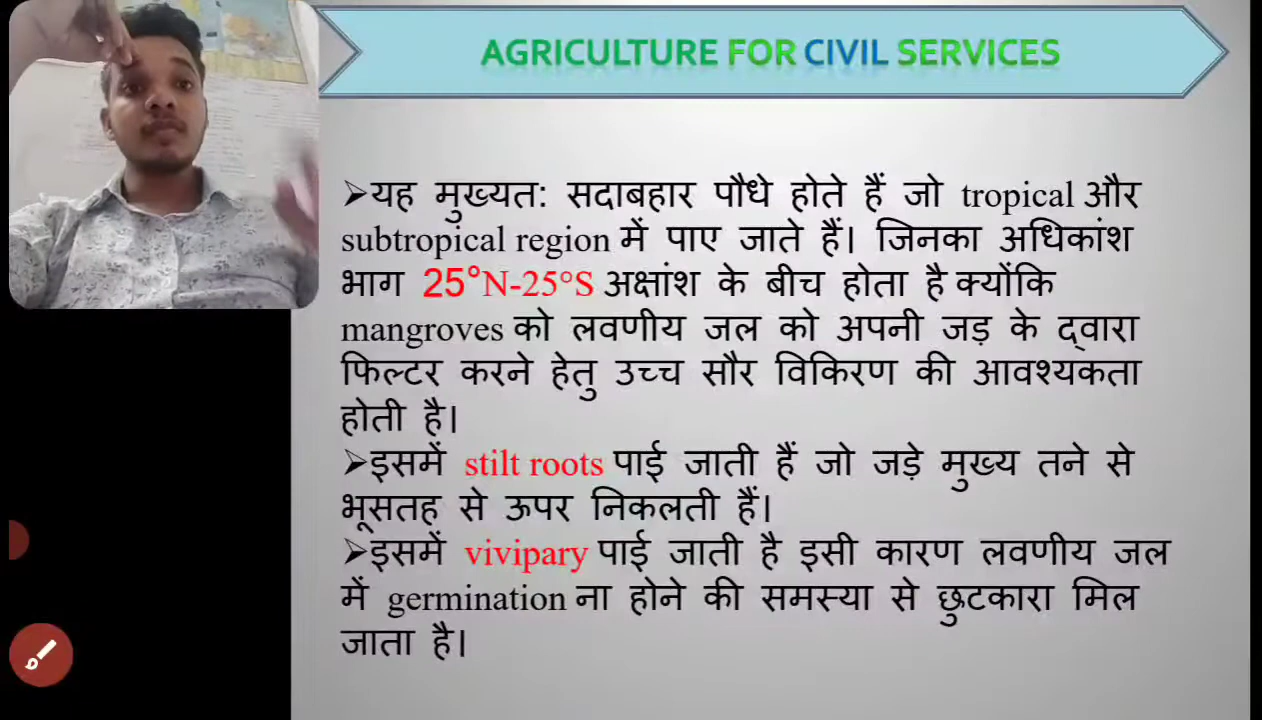 AGRICULTURE FOR CIVIL SERVICES
➢यह मुख्यत: सदाबहार पौधे होते हैं जो tropical और
subtropical region में पाए जाते हैं। जिनका अधिकांश
भाग 25°N-25°S अक्षांश के बीच होता है क्योंकि
mangroves को लवणीय जल को अपनी जड़ के द्वारा
फिल्टर करने हेतु उच्च सौर विकिरण की आवश्यकता
होती है।
➢इसमें stilt roots पाई जाती हैं जो जड़े मुख्य तने से
भूसतह से ऊपर निकलती हैं।
➢इसमें vivipary पाई जाती है इसी कारण लवणीय जल
में germination ना होने की समस्या से छुटकारा मिल
जाता है।